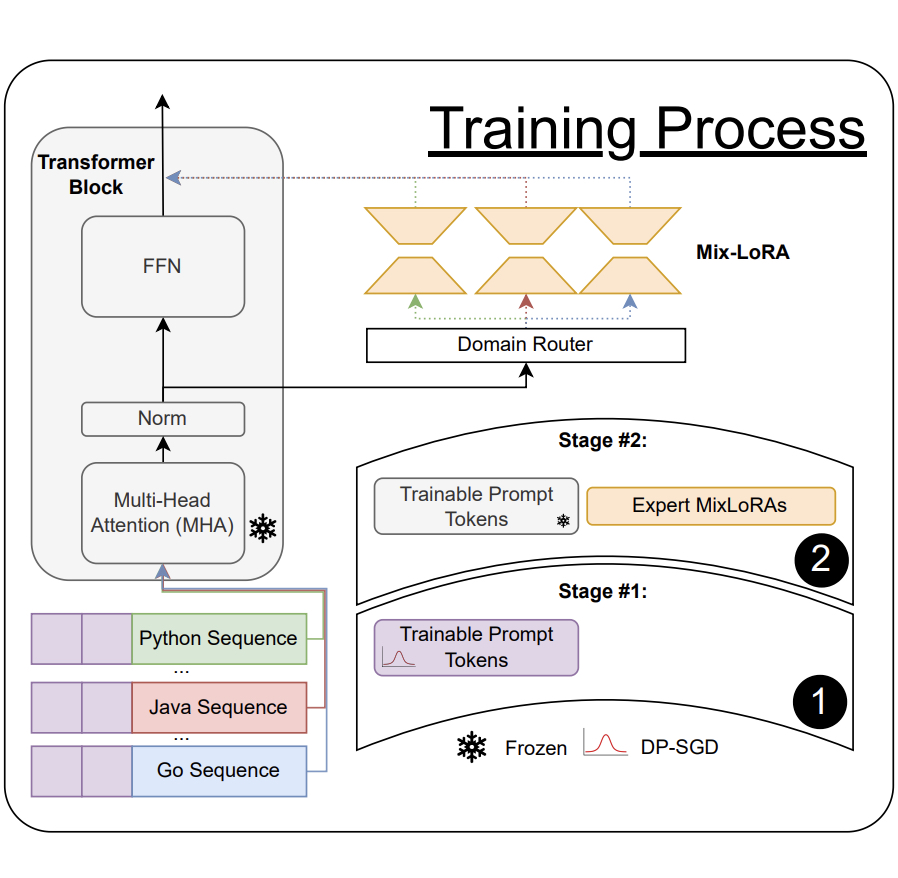 Training Process
Transformer
Block
FFN
Norm
Multi-Head
Attention (MHA)
Mix-LoRA
Domain Router
Stage #2:
Trainable Prompt
Tokens
Expert MixLoRAs
2
Stage #1:
Trainable Prompt
Tokens
1
Python Sequence
...
Java Sequence
...
Go Sequence
Frozen
DP-SGD